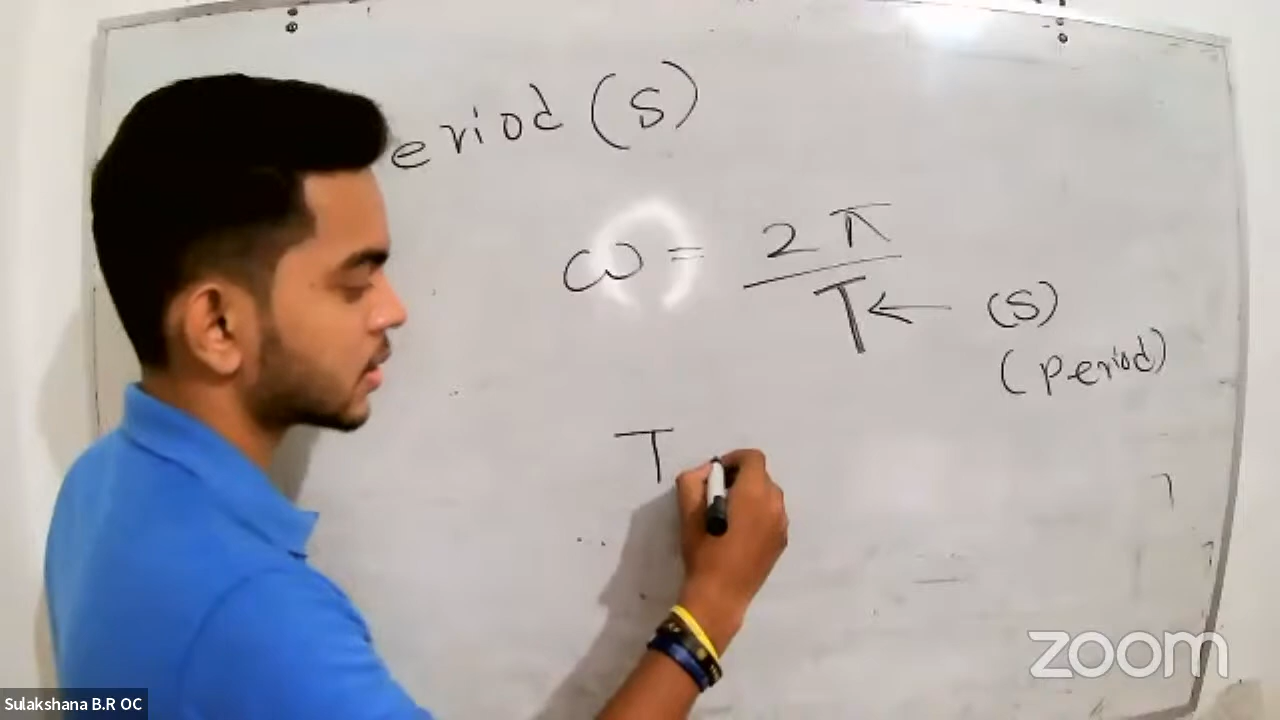 eriod (s)
ω = 2π / T ← (s)
(period)
T
zoom
Sulakshana B.R OC